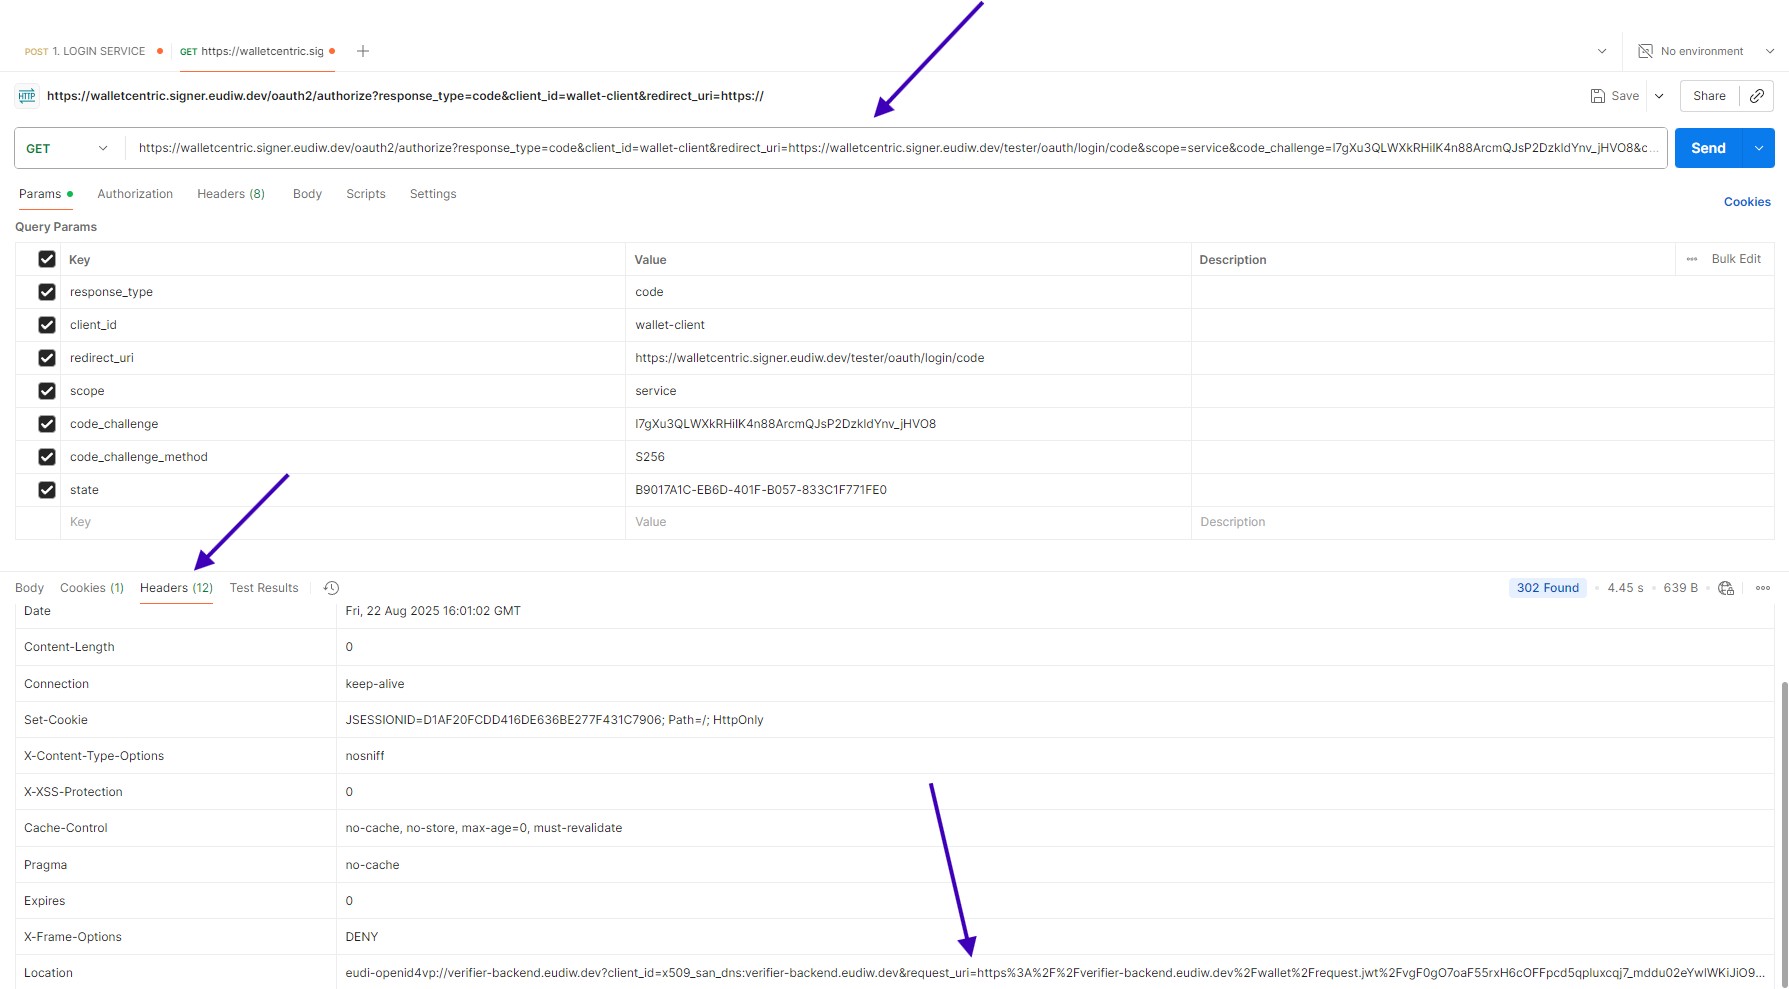 POST 1. LOGIN SERVICE GET https://walletcentric.sig No environment
HTTP https://walletcentric.signer.eudiw.dev/oauth2/authorize?response_type=code&client_id=wallet-client&redirect_uri=https:// Save Share
GET https://walletcentric.signer.eudiw.dev/oauth2/authorize?response_type=code&client_id=wallet-client&redirect_uri=https://walletcentric.signer.eudiw.dev/tester/oauth/login/code&scope=service&code_challenge=l7gXu3QLWXkRHilK4n88ArcmQJsP2DzkldYnv_jHVO8&c... Send
Params Authorization Headers (8) Body Scripts Settings Cookies
Query Params
Key Value Description Bulk Edit
response_type code
client_id wallet-client
redirect_uri https://walletcentric.signer.eudiw.dev/tester/oauth/login/code
scope service
code_challenge l7gXu3QLWXkRHilK4n88ArcmQJsP2DzkldYnv_jHVO8
code_challenge_method S256
state B9017A1C-EB6D-401F-B057-833C1F771FE0
Key Value Description
Body Cookies (1) Headers (12) Test Results 302 Found 4.45 s 639 B
Date Fri, 22 Aug 2025 16:01:02 GMT
Content-Length 0
Connection keep-alive
Set-Cookie JSESSIONID=D1AF20FCDD416DE636BE277F431C7906; Path=/; HttpOnly
X-Content-Type-Options nosniff
X-XSS-Protection 0
Cache-Control no-cache, no-store, max-age=0, must-revalidate
Pragma no-cache
Expires 0
X-Frame-Options DENY
Location eudi-openid4vp://verifier-backend.eudiw.dev?client_id=x509_san_dns:verifier-backend.eudiw.dev&request_uri=https%3A%2F%2Fverifier-backend.eudiw.dev%2Fwallet%2Frequest.jwt%2FvgF0gO7oaF55rxH6cOFFpcd5qpluxcqj7_mddu02eYwlWKiJiO9...